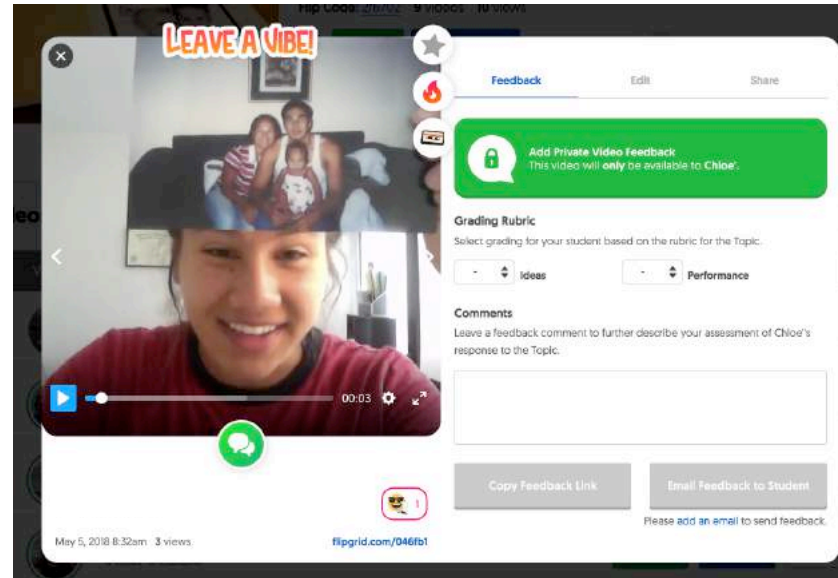 Flip Code: 2f6702 9 videos 10 views
LEAVE A VIBE!
Feedback
Edit
Share
Add Private Video Feedback
This video will only be available to Chloe'.
Grading Rubric
Select grading for your student based on the rubric for the Topic.
- Ideas
- Performance
Comments
Leave a feedback comment to further describe your assessment of Chloe''s
response to the Topic.
00:03
1
Copy Feedback Link
Email Feedback to Student
Please add an email to send feedback.
May 5, 2018 8:32am 3 views
flipgrid.com/046fb1